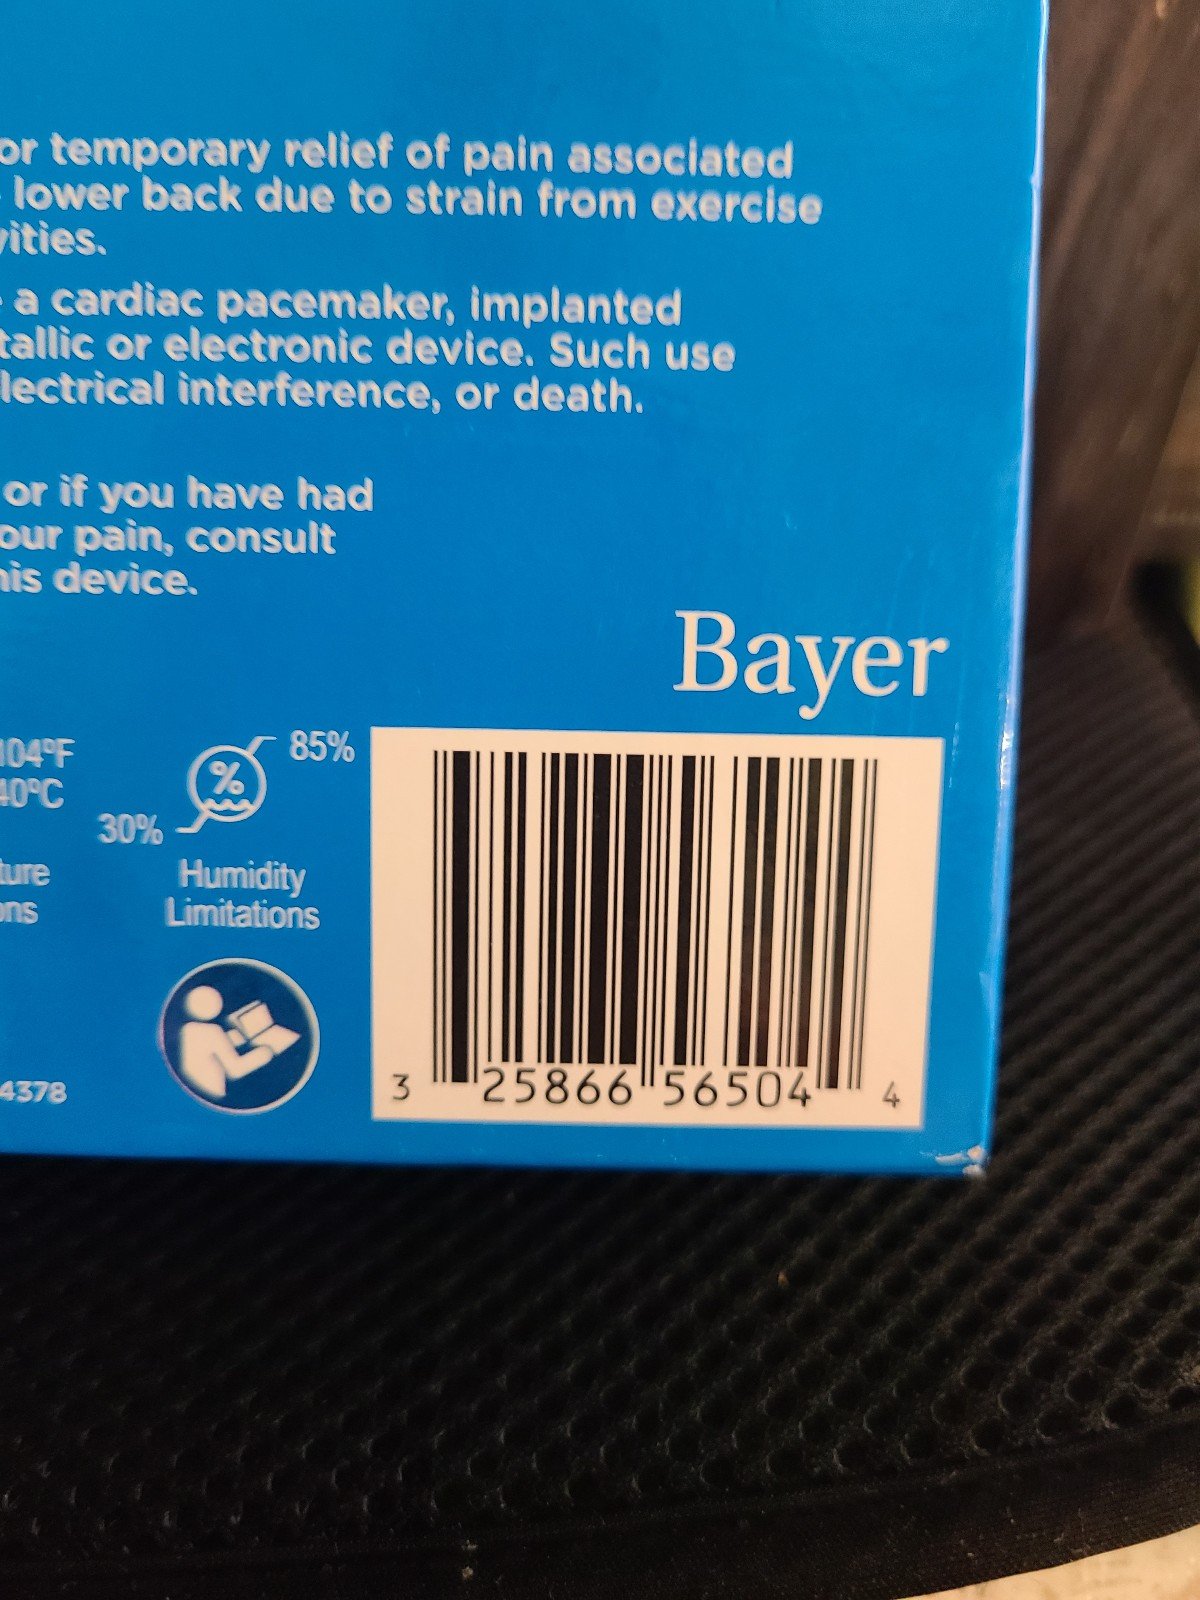 or temporary relief of pain associated
lower back due to strain from exercise
vities.
a cardiac pacemaker, implanted
tallic or electronic device. Such use
lectrical interference, or death.
or if you have had
our pain, consult
his device.
Bayer
104°F
40°C
85%
%
30%
ture
ons
Humidity
Limitations
4378
3 25866 56504 4